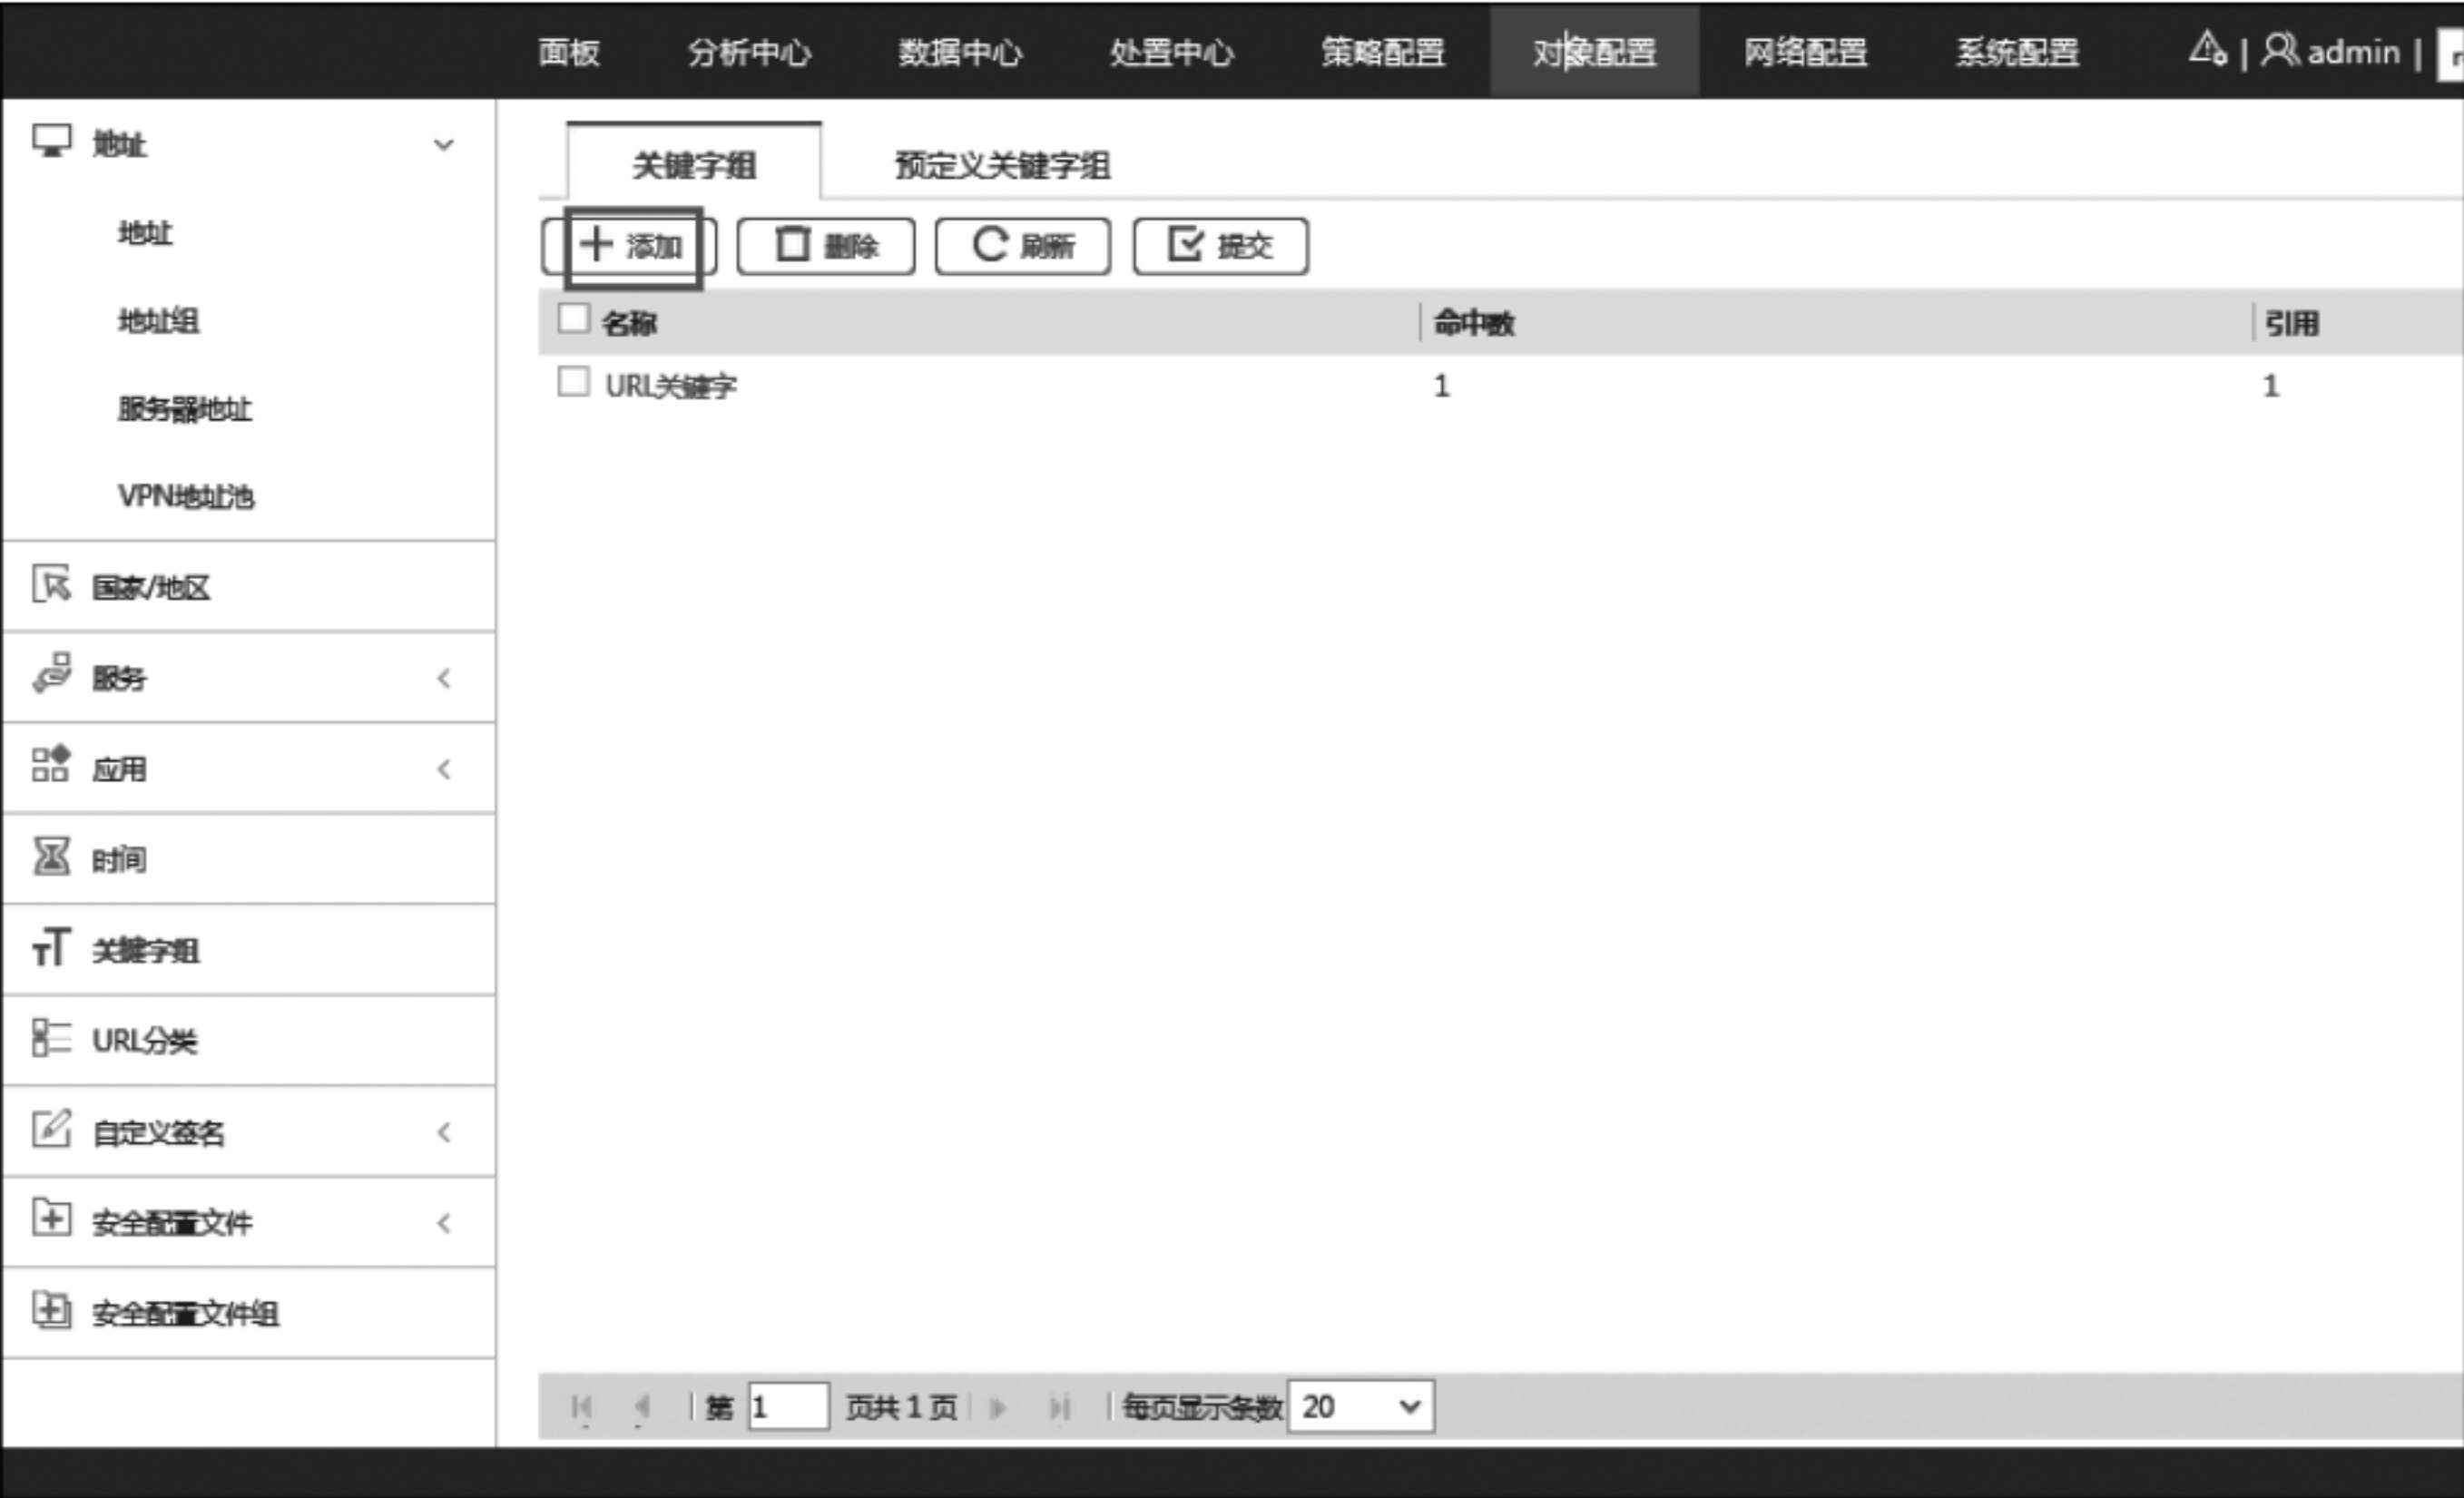 面板 分析中心 数据中心 处置中心 策略配置 对象配置 网络配置 系统配置 | admin |
地址
地址
地址组
服务器地址
VPN地址池
国家/地区
服务
应用
时间
关键字组
URL分类
自定义签名
安全配置文件
安全配置文件组
关键字组 预定义关键字组
添加 删除 刷新 提交
名称 命中数 引用
URL关键字 1 1
第 1 页共 1 页 每页显示条数 20